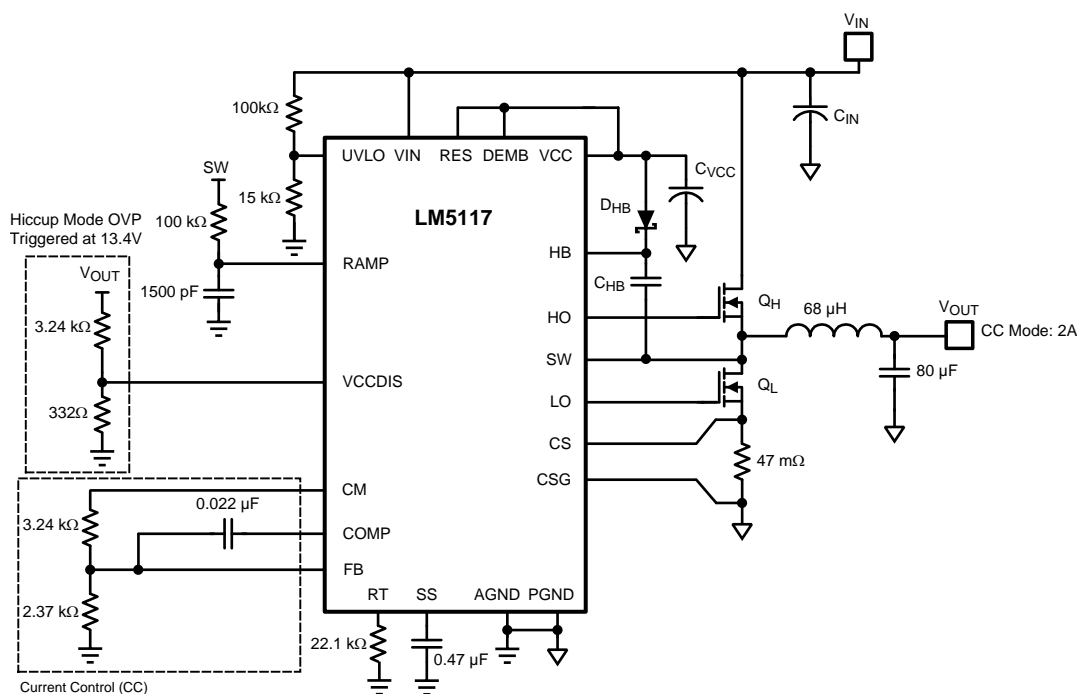 VIN
100kΩ
CIN
UVLO VIN RES DEMB VCC
SW
CVCC
15 kΩ
LM5117
DHB
Hiccup Mode OVP
Triggered at 13.4V
100 kΩ
HB
RAMP
VOUT
CHB
1500 pF
QH
3.24 kΩ
HO
68 µH
VOUT
CC Mode: 2A
SW
VCCDIS
80 µF
QL
332Ω
LO
CS
47 mΩ
CM
CSG
0.022 µF
3.24 kΩ
COMP
FB
RT SS AGND PGND
2.37 kΩ
22.1 kΩ
0.47 µF
Current Control (CC)